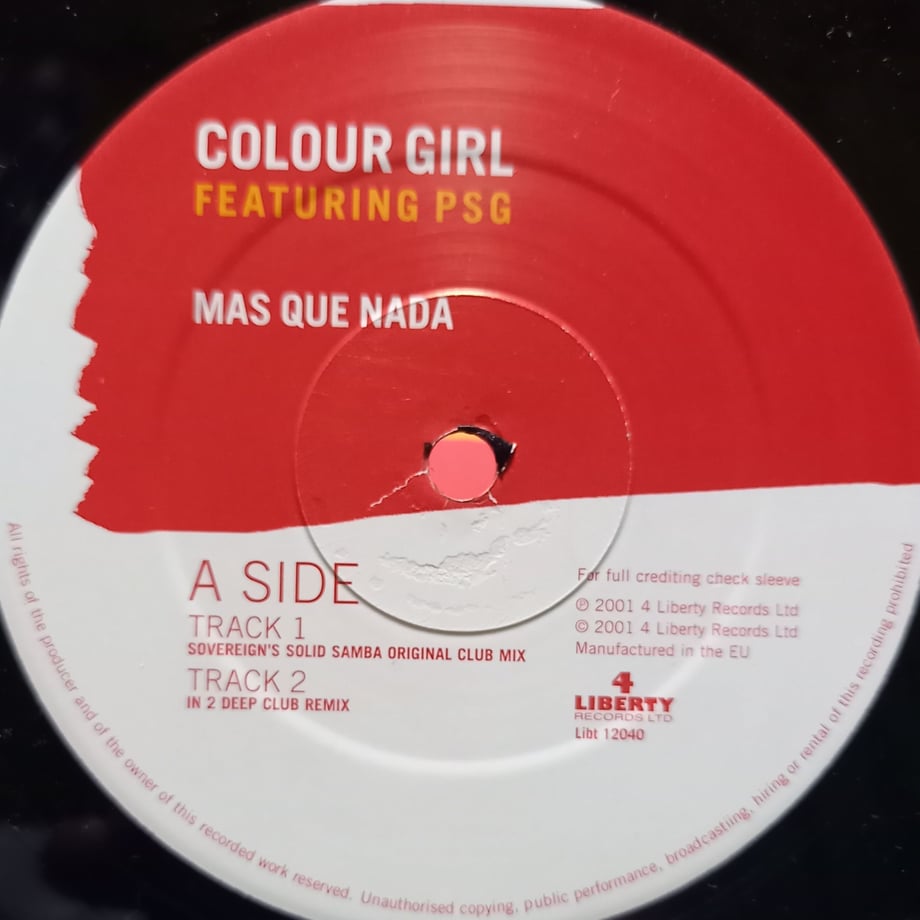 COLOUR GIRL
FEATURING PSG
MAS QUE NADA
A SIDE
TRACK 1
SOVEREIGN'S SOLID SAMBA ORIGINAL CLUB MIX
TRACK 2
IN 2 DEEP CLUB REMIX
For full crediting check sleeve
℗ 2001 4 Liberty Records Ltd
© 2001 4 Liberty Records Ltd
Manufactured in the EU
4
LIBERTY
RECORDS LTD
Libt 12040
All rights of the producer and of the owner of this recorded work reserved. Unauthorised copying, public performance, broadcastiing, hiring or rental of this recording prohibited